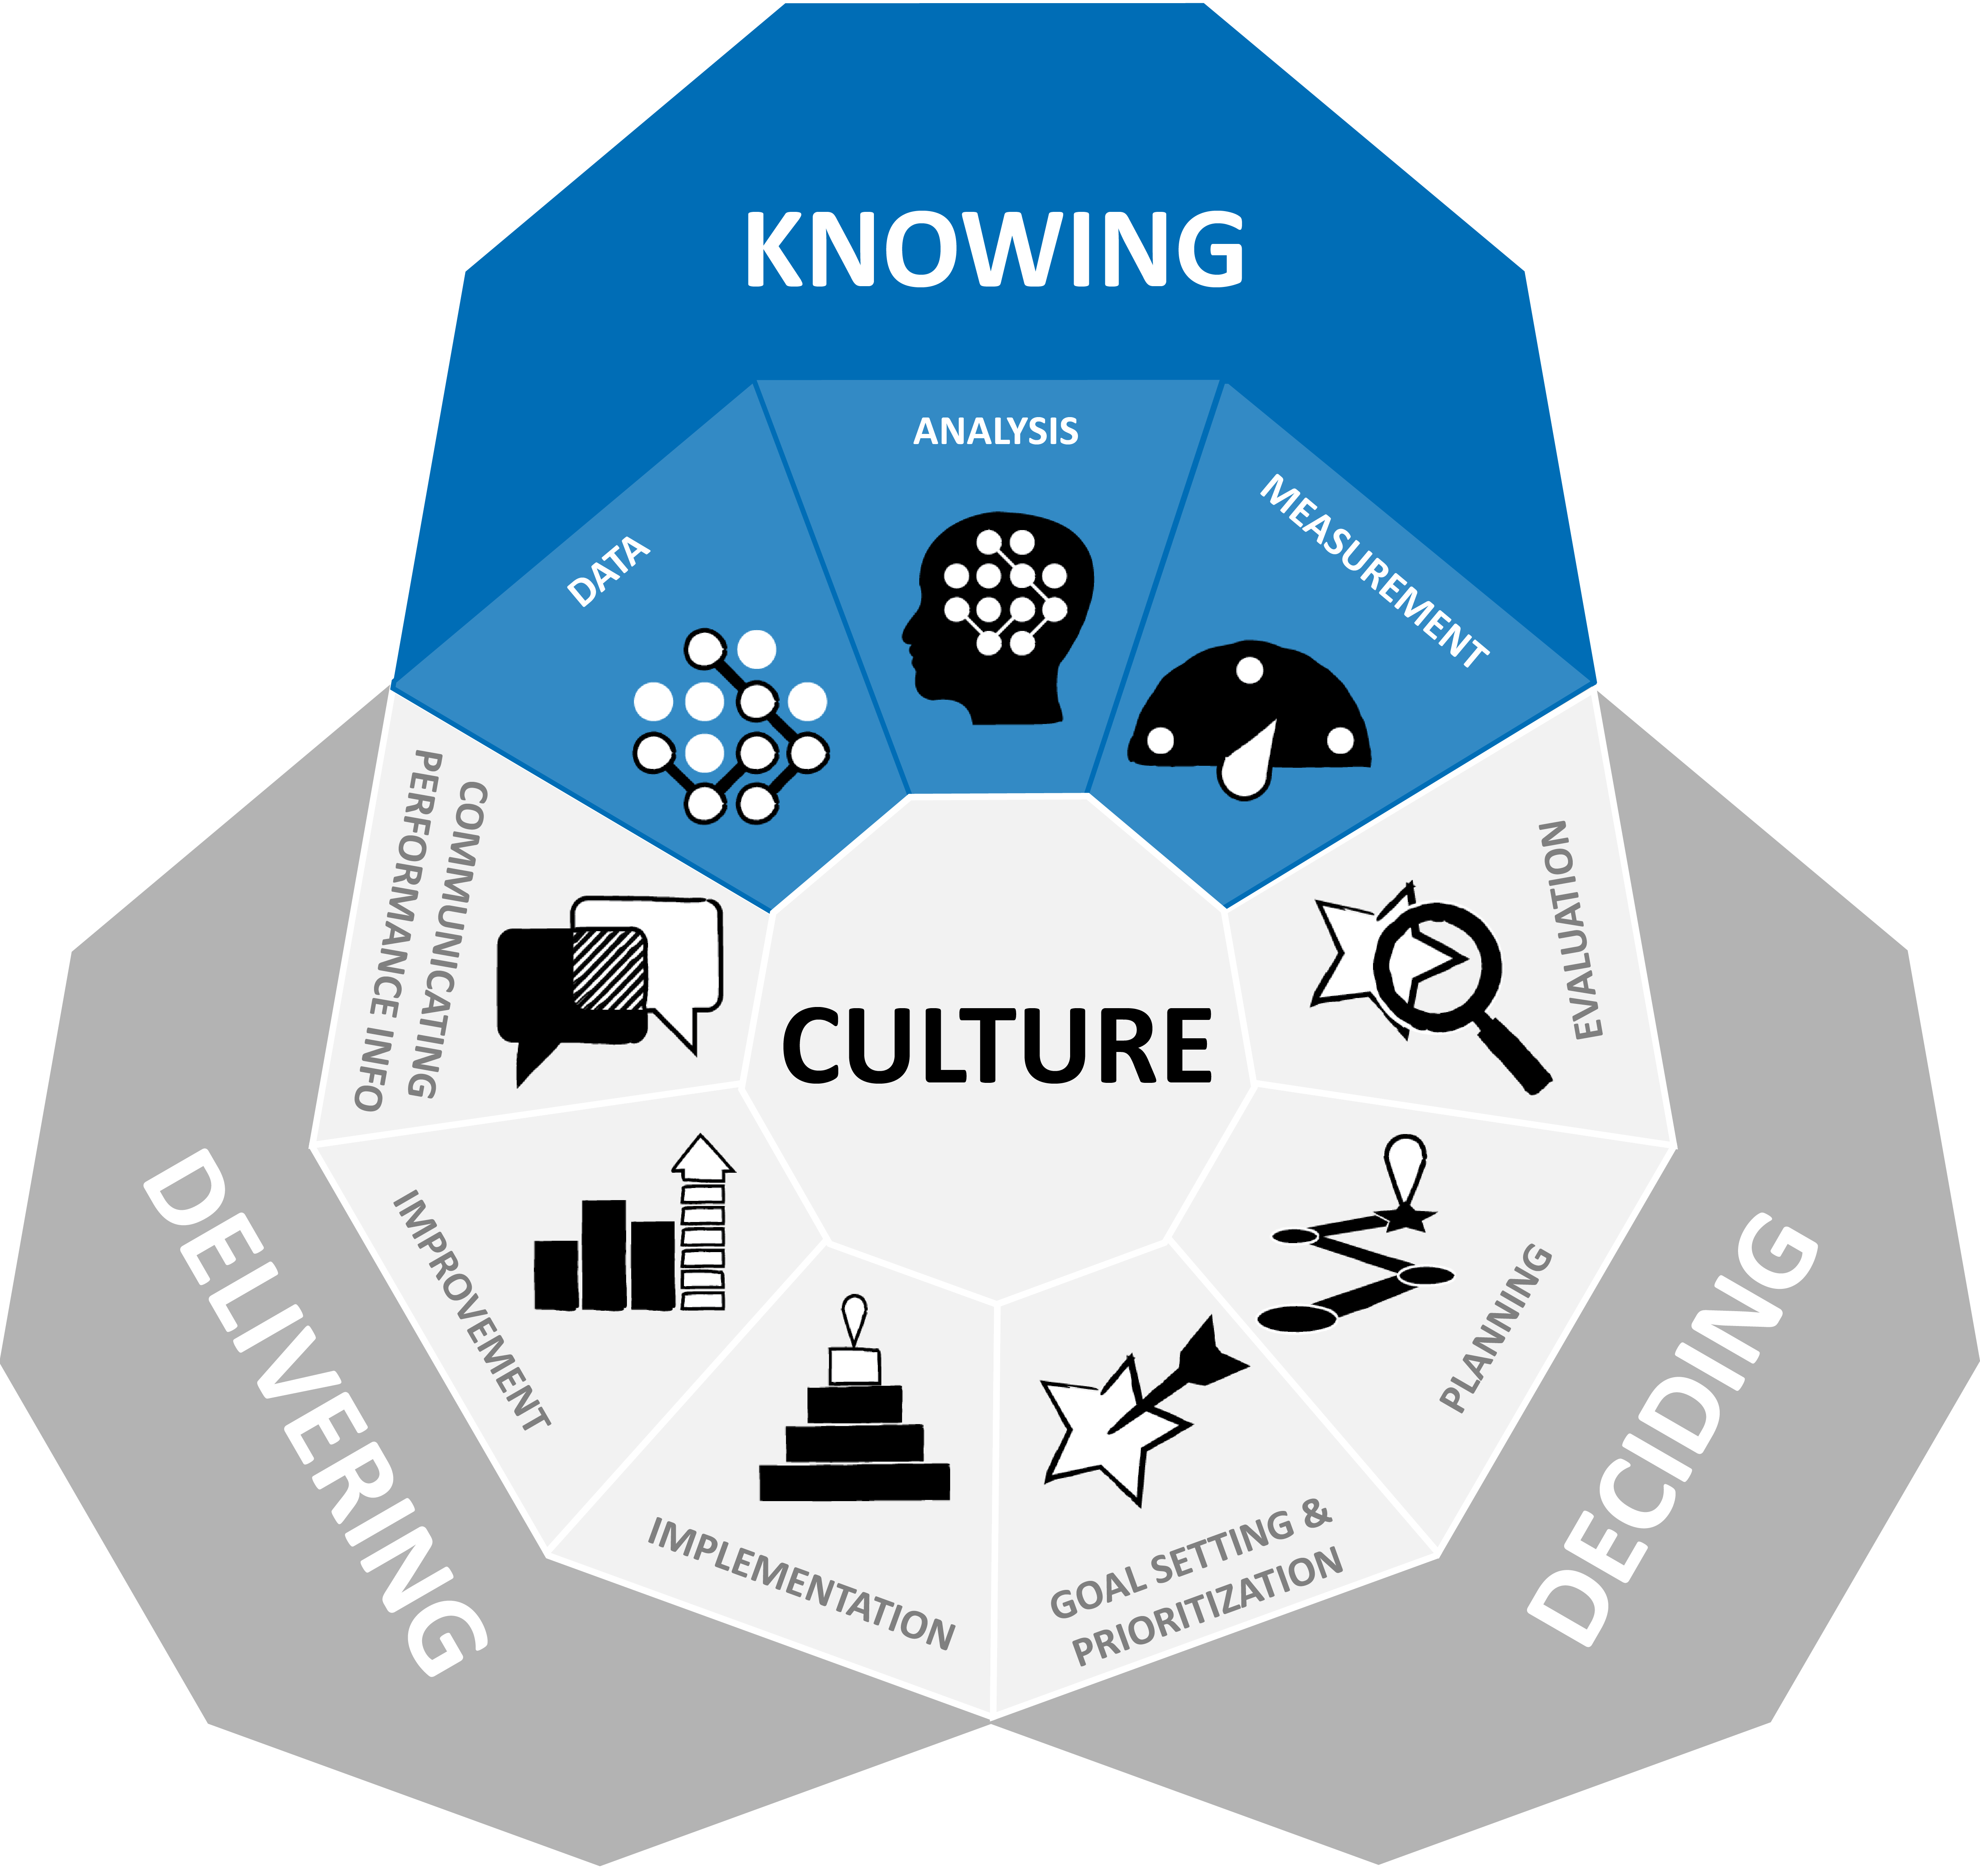 KNOWING
ANALYSIS
DATA
MEASUREMENT
COMMUNICATING
PERFORMANCE INFO
EVALUATION
CULTURE
IMPROVEMENT
PLANNING
IMPLEMENTATION
GOAL SETTING &
PRIORITIZATION
DELIVERING
DECIDING